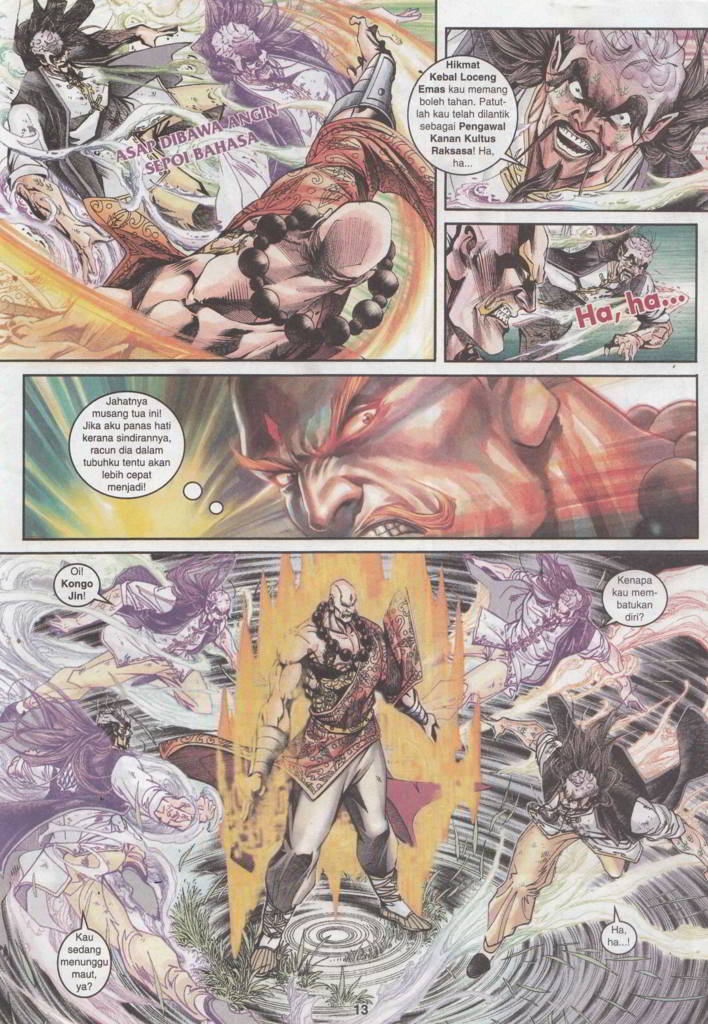 ASAP DIBAWA ANGIN
SEPOI BAHASA
Hikmat
Kebal Loceng
Emas kau memang
boleh tahan. Patut-
lah kau telah dilantik
sebagai Pengawal
Kanan Kultus
Raksasa! Ha,
ha...
Ha, ha...
Jahatnya
musang tua ini!
Jika aku panas hati
kerana sindirannya,
racun dia dalam
tubuhku tentu akan
lebih cepat
menjadi!
Oi!
Kongo
Jin!
Kenapa
kau mem-
batukan
diri?
Kau
sedang
menunggu
maut,
ya?
Ha,
ha...!
13